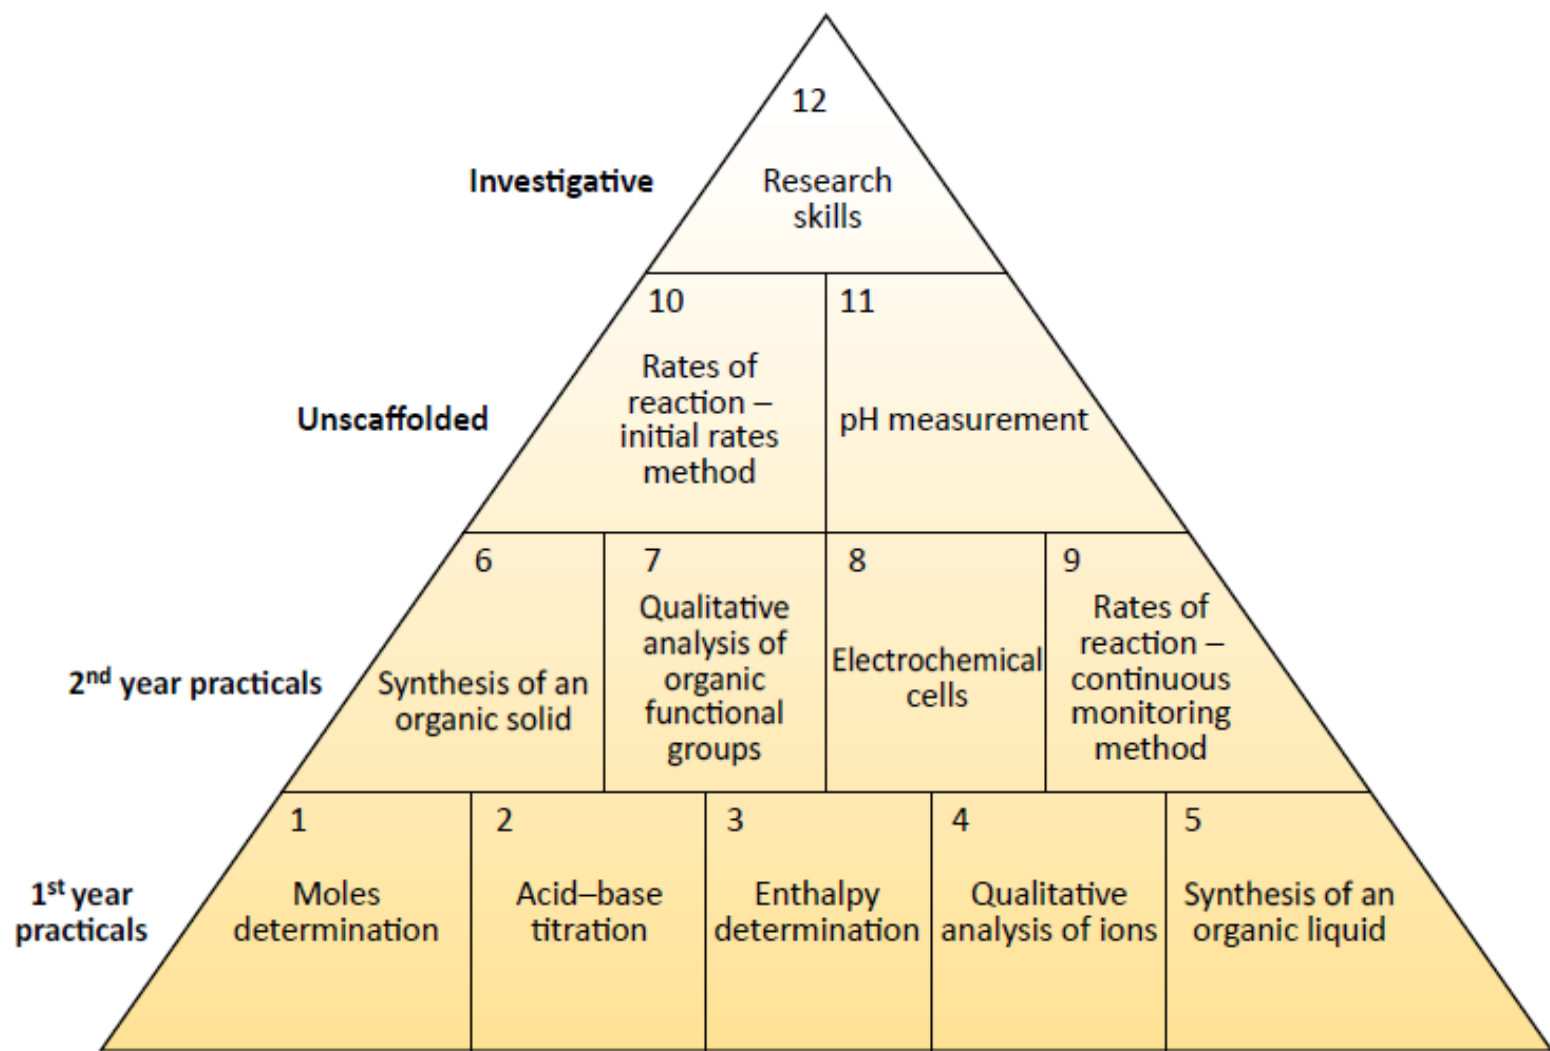 12
Investigative
Research
skills
10
11
Unscaffolded
Rates of
reaction –
initial rates
method
pH measurement
6
7
8
9
2nd year practicals
Synthesis of an
organic solid
Qualitative
analysis of
organic
functional
groups
Electrochemical
cells
Rates of
reaction –
continuous
monitoring
method
1
2
3
4
5
1st year
practicals
Moles
determination
Acid–base
titration
Enthalpy
determination
Qualitative
analysis of ions
Synthesis of an
organic liquid